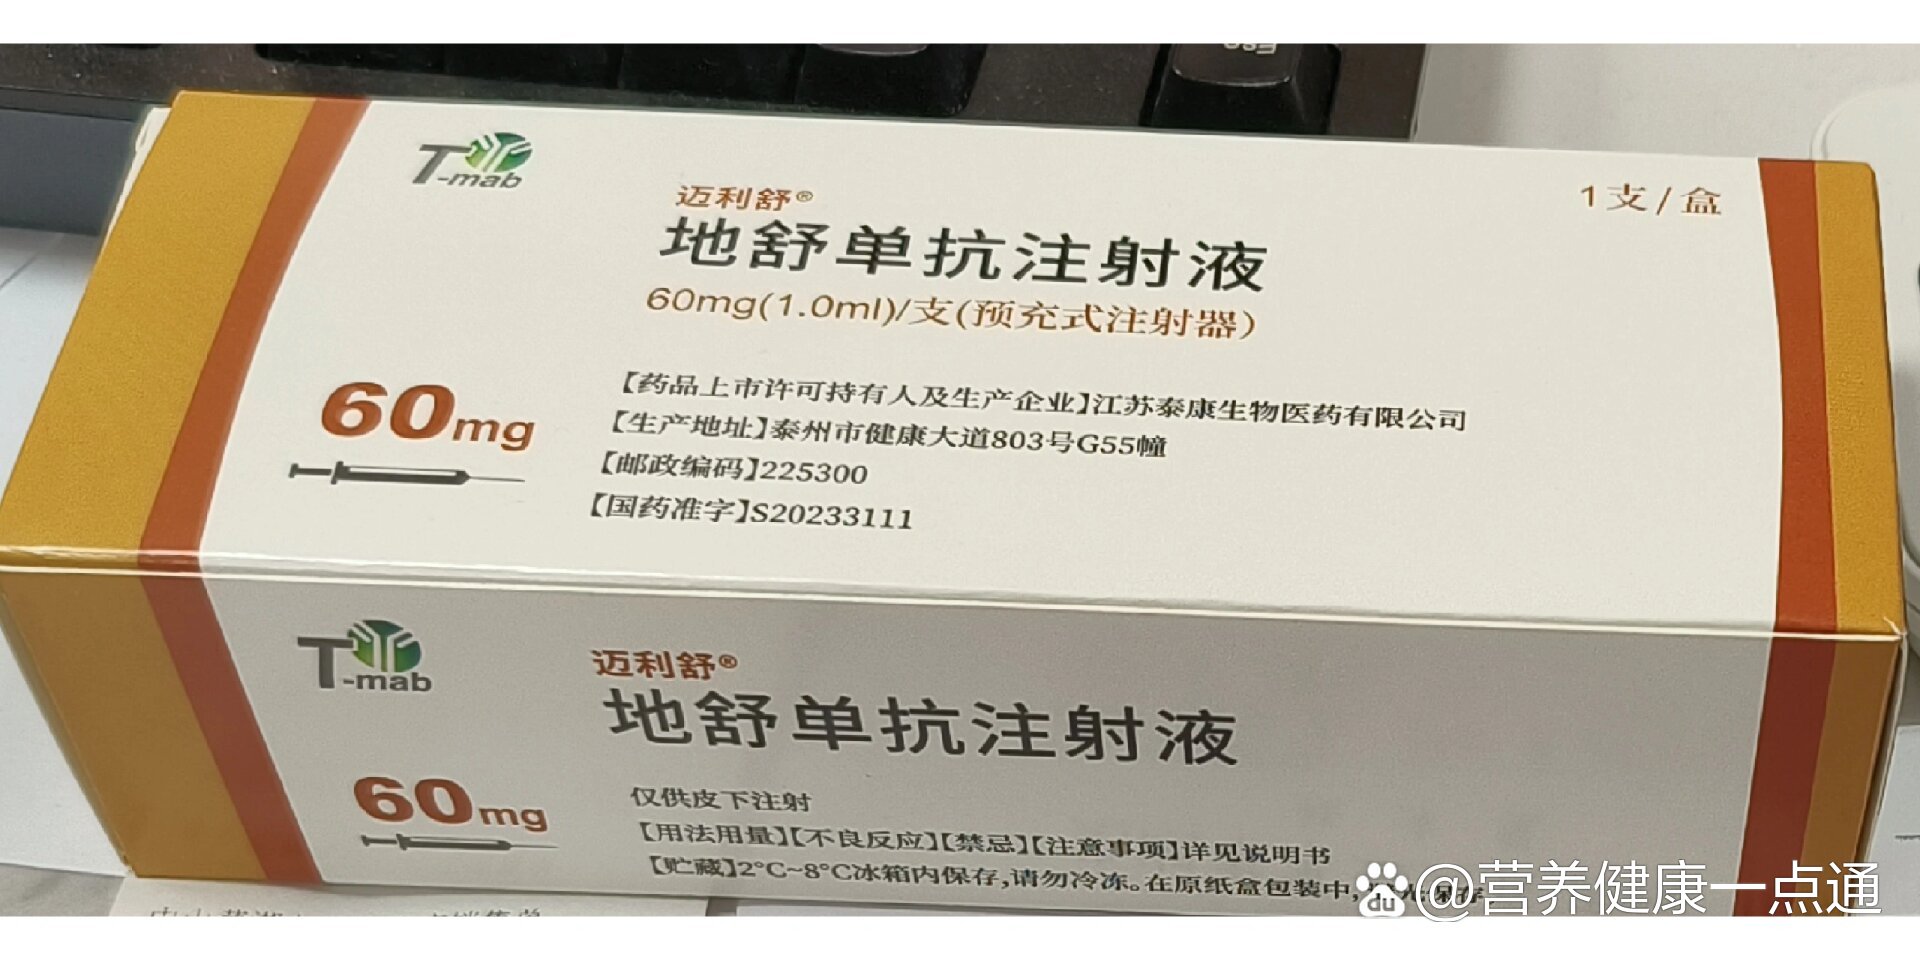 T-mab
迈利舒®
1支/盒
地舒单抗注射液
60mg(1.0ml)/支(预充式注射器)
60mg
【药品上市许可持有人及生产企业】江苏泰康生物医药有限公司
【生产地址】泰州市健康大道803号G55幢
【邮政编码】225300
【国药准字】S20233111
T-mab
迈利舒®
地舒单抗注射液
60mg
仅供皮下注射
【用法用量】【不良反应】【禁忌】【注意事项】详见说明书
【贮藏】2°C~8°C冰箱内保存,请勿冷冻。在原纸盒包装中,
du @营养健康一点通